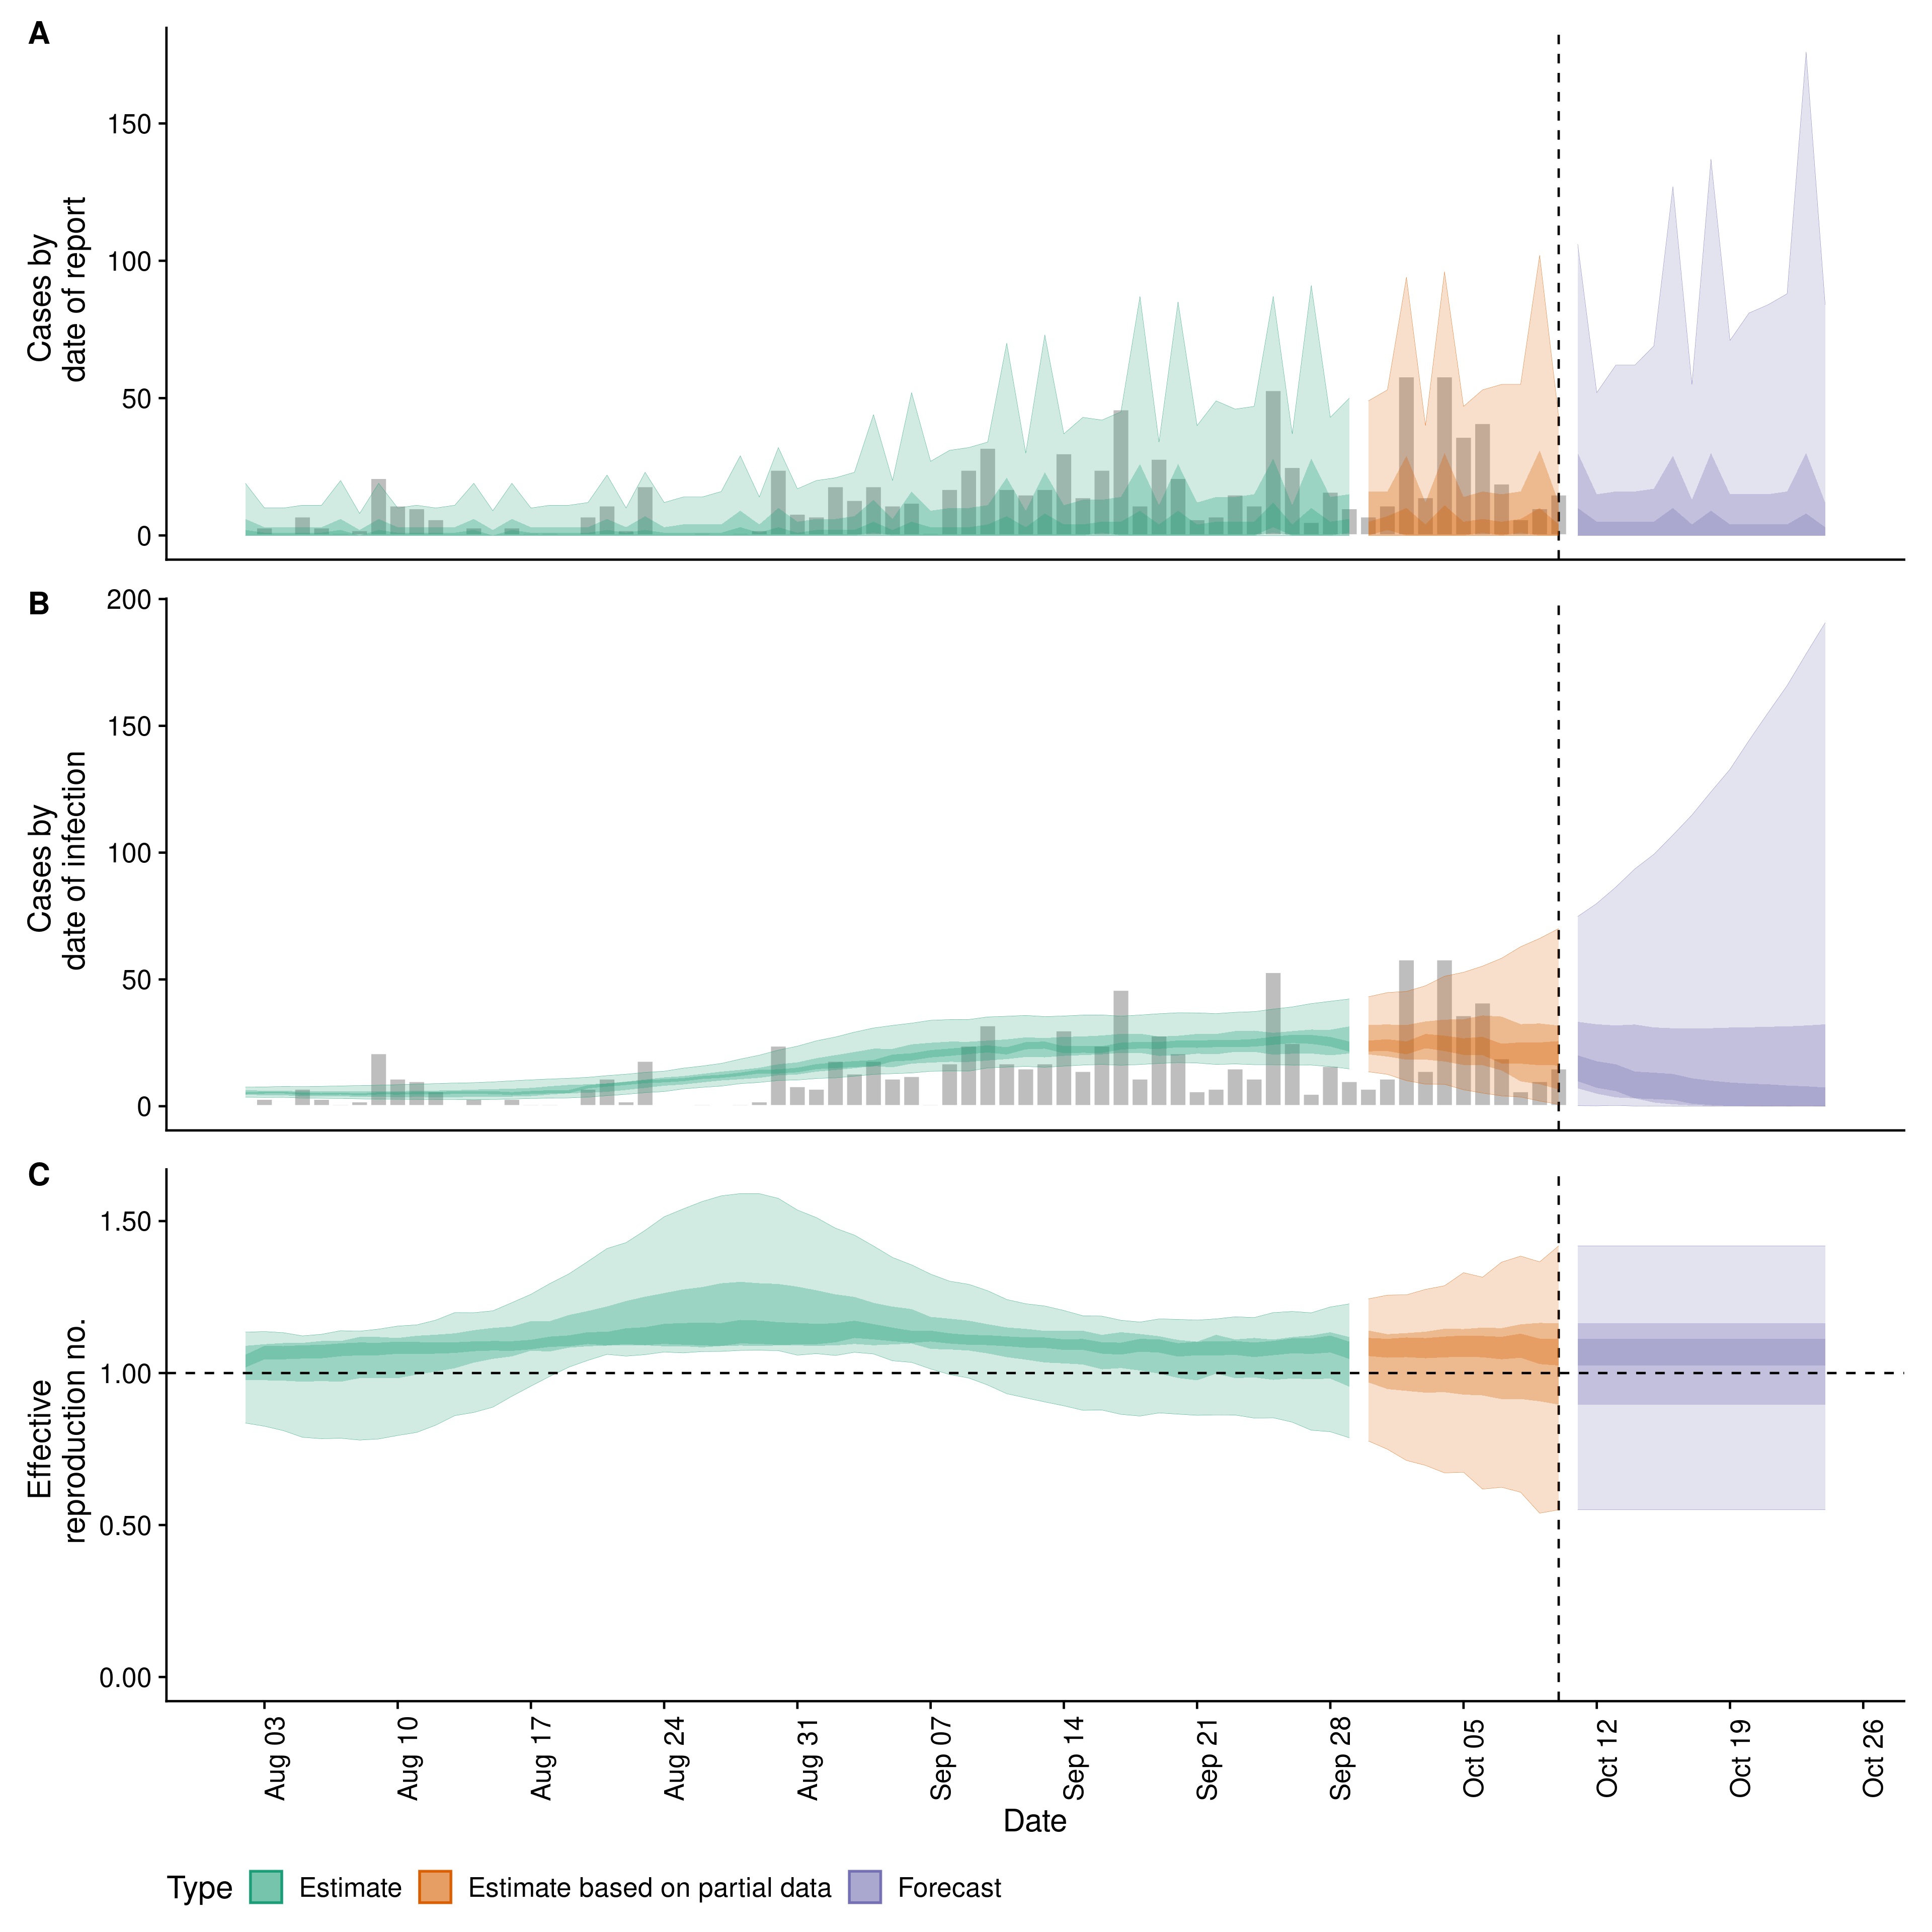 A
Cases by
date of report
150
100
50
0
B
Cases by
date of infection
200
150
100
50
0
C
Effective
reproduction no.
1.50
1.00
0.50
0.00
Aug 03
Aug 10
Aug 17
Aug 24
Aug 31
Sep 07
Sep 14
Sep 21
Sep 28
Oct 05
Oct 12
Oct 19
Oct 26
Date
Type Estimate Estimate based on partial data Forecast